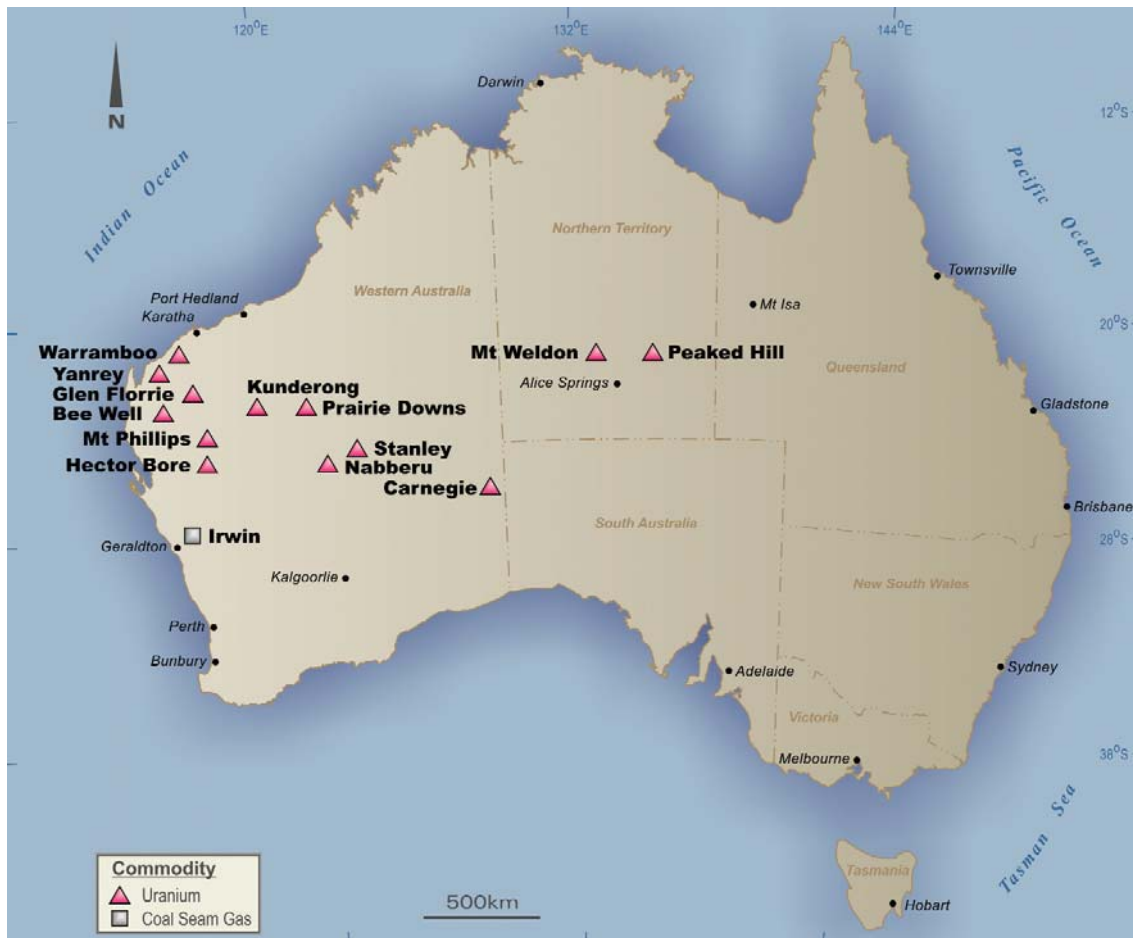 120°E
132°E
144°E
Darwin
12°S
N
Indian Ocean
Pacific Ocean
Northern Territory
Townsville
Western Australia
Port Hedland
Mt Isa
Karatha
20°S
Warramboo
Mt Weldon
Peaked Hill
Yanrey
Queensland
Kunderong
Alice Springs
Glen Florrie
Prairie Downs
Bee Well
Gladstone
Mt Phillips
Stanley
Hector Bore
Nabberu
Carnegie
Brisbane
South Australia
Irwin
28°S
Geraldton
Kalgoorlie
New South Wales
Perth
Bunbury
Adelaide
Sydney
Victoria
Melbourne
38°S
Tasman Sea
Commodity
Tasmania
Uranium
500km
Hobart
Coal Seam Gas